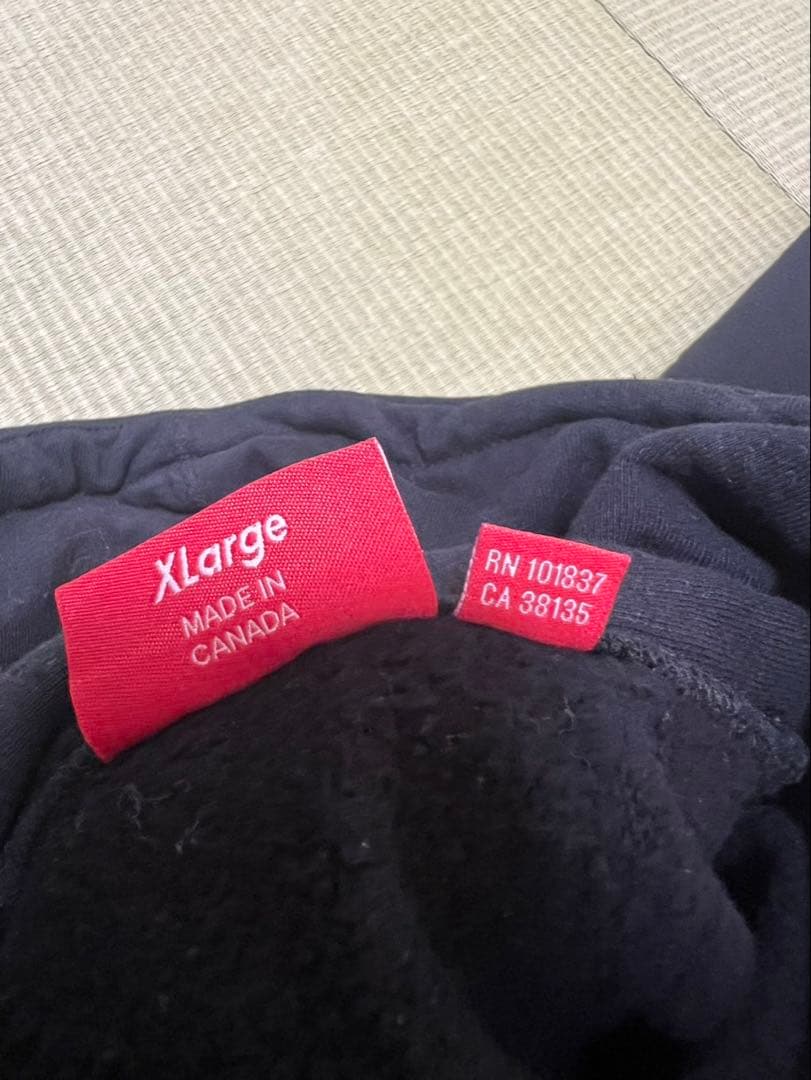 XLarge
MADE IN
CANADA
RN 101837
CA 38135